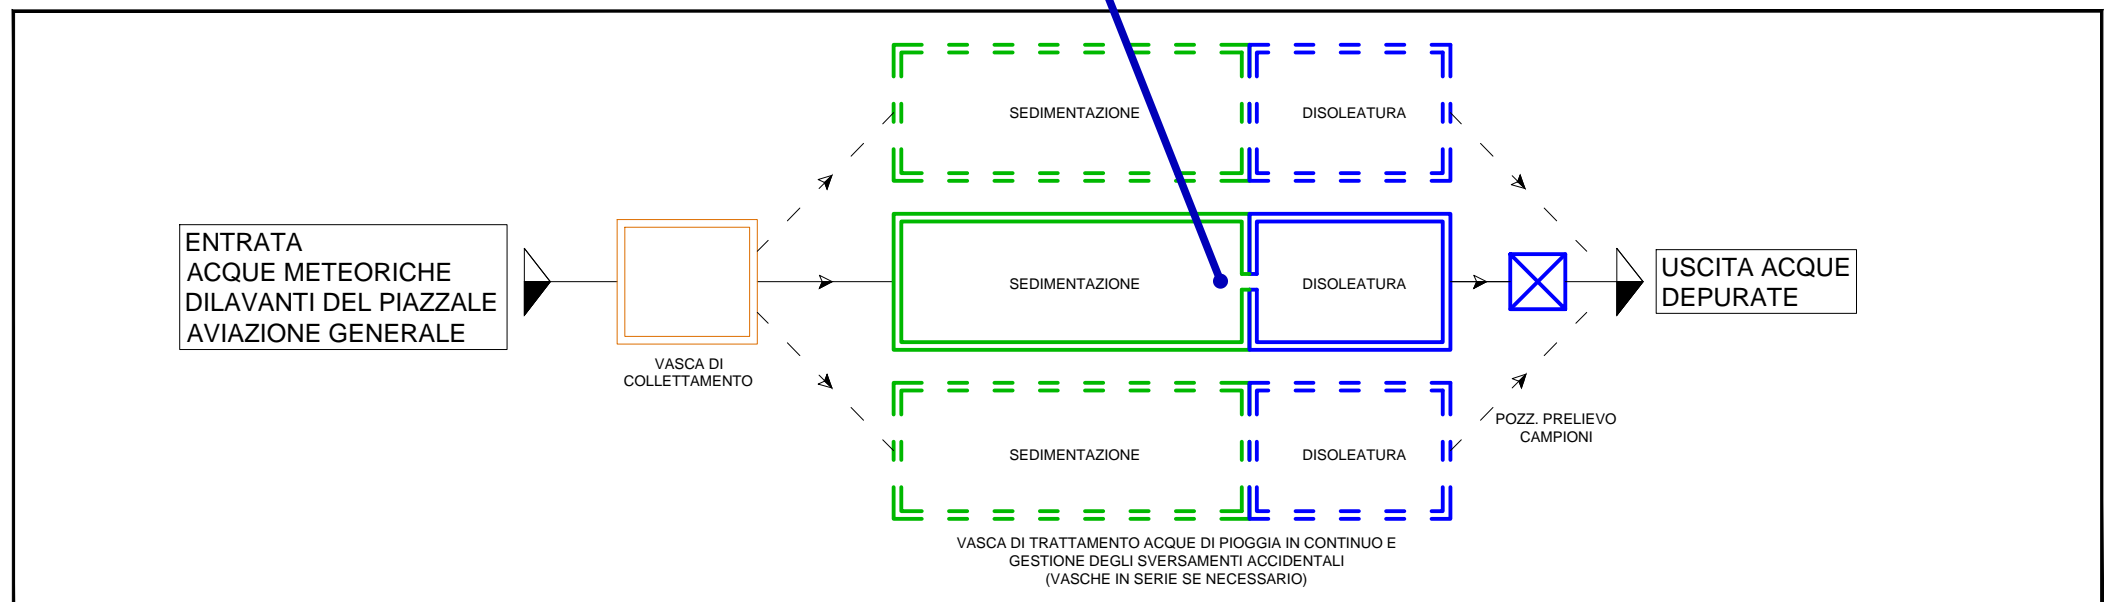 SEDIMENTAZIONE
DISOLEATURA
ENTRATA
ACQUE METEORICHE
DILAVANTI DEL PIAZZALE
AVIAZIONE GENERALE
VASCA DI
COLLETTAMENTO
SEDIMENTAZIONE
DISOLEATURA
USCITA ACQUE
DEPURATE
SEDIMENTAZIONE
DISOLEATURA
POZZ. PRELIEVO
CAMPIONI
VASCA DI TRATTAMENTO ACQUE DI PIOGGIA IN CONTINUO E
GESTIONE DEGLI SVERSAMENTI ACCIDENTALI
(VASCHE IN SERIE SE NECESSARIO)